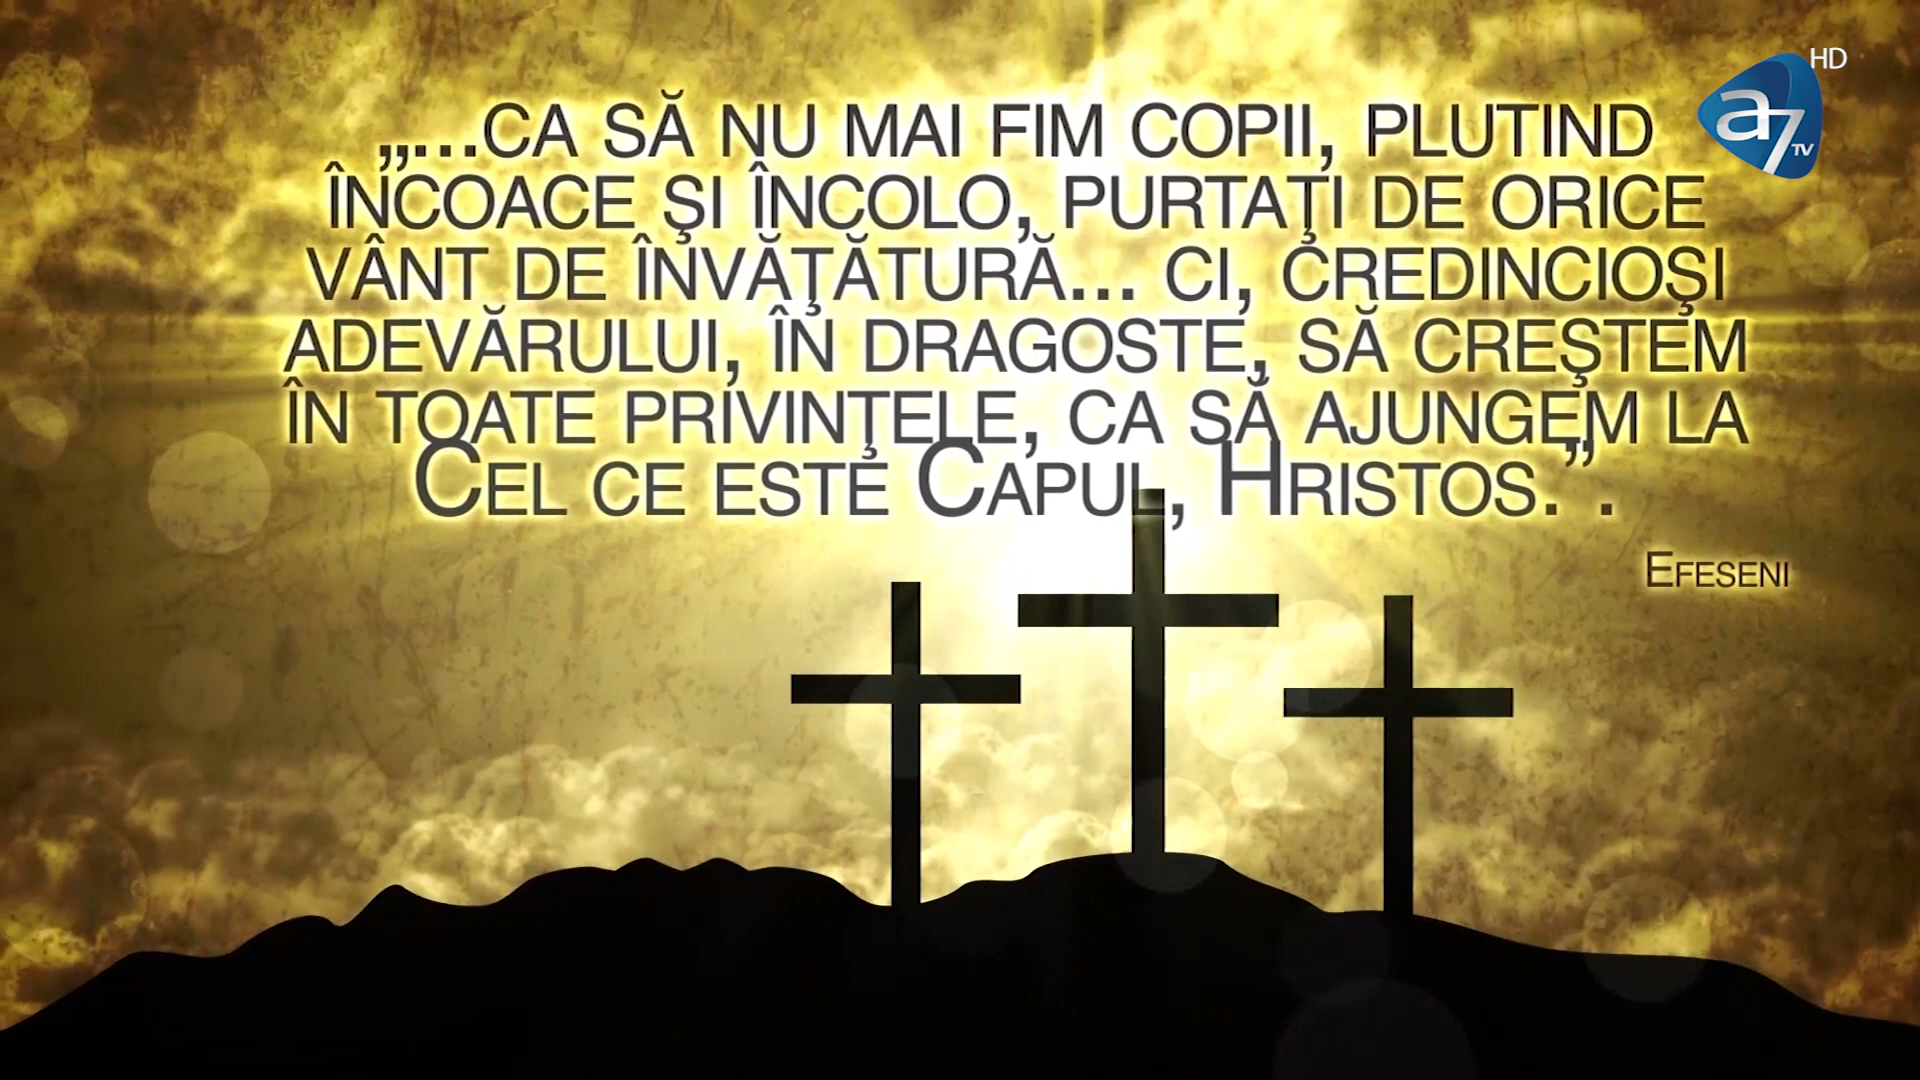 HD
a7 TV
„...CA SĂ NU MAI FIM COPII, PLUTIND
ÎNCOACE ŞI ÎNCOLO, PURTAŢI DE ORICE
VÂNT DE ÎNVĂŢĂTURĂ... CI, CREDINCIOŞI
ADEVĂRULUI, ÎN DRAGOSTE, SĂ CREŞTEM
ÎN TOATE PRIVINŢELE, CA SĂ AJUNGEM LA
CEL CE ESTE CAPUL, HRISTOS.”.
EFESENI